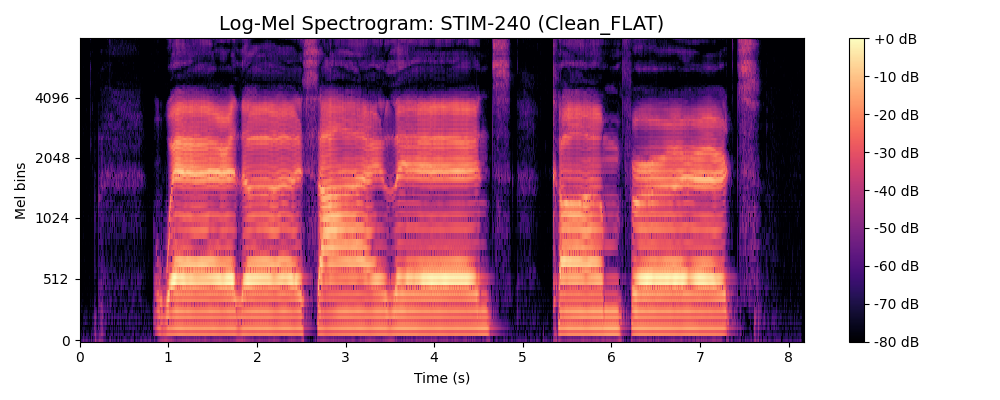 Log-Mel Spectrogram: STIM-240 (Clean_FLAT)
Mel bins
4096
2048
1024
512
0
0 1 2 3 4 5 6 7 8
Time (s)
+0 dB
-10 dB
-20 dB
-30 dB
-40 dB
-50 dB
-60 dB
-70 dB
-80 dB